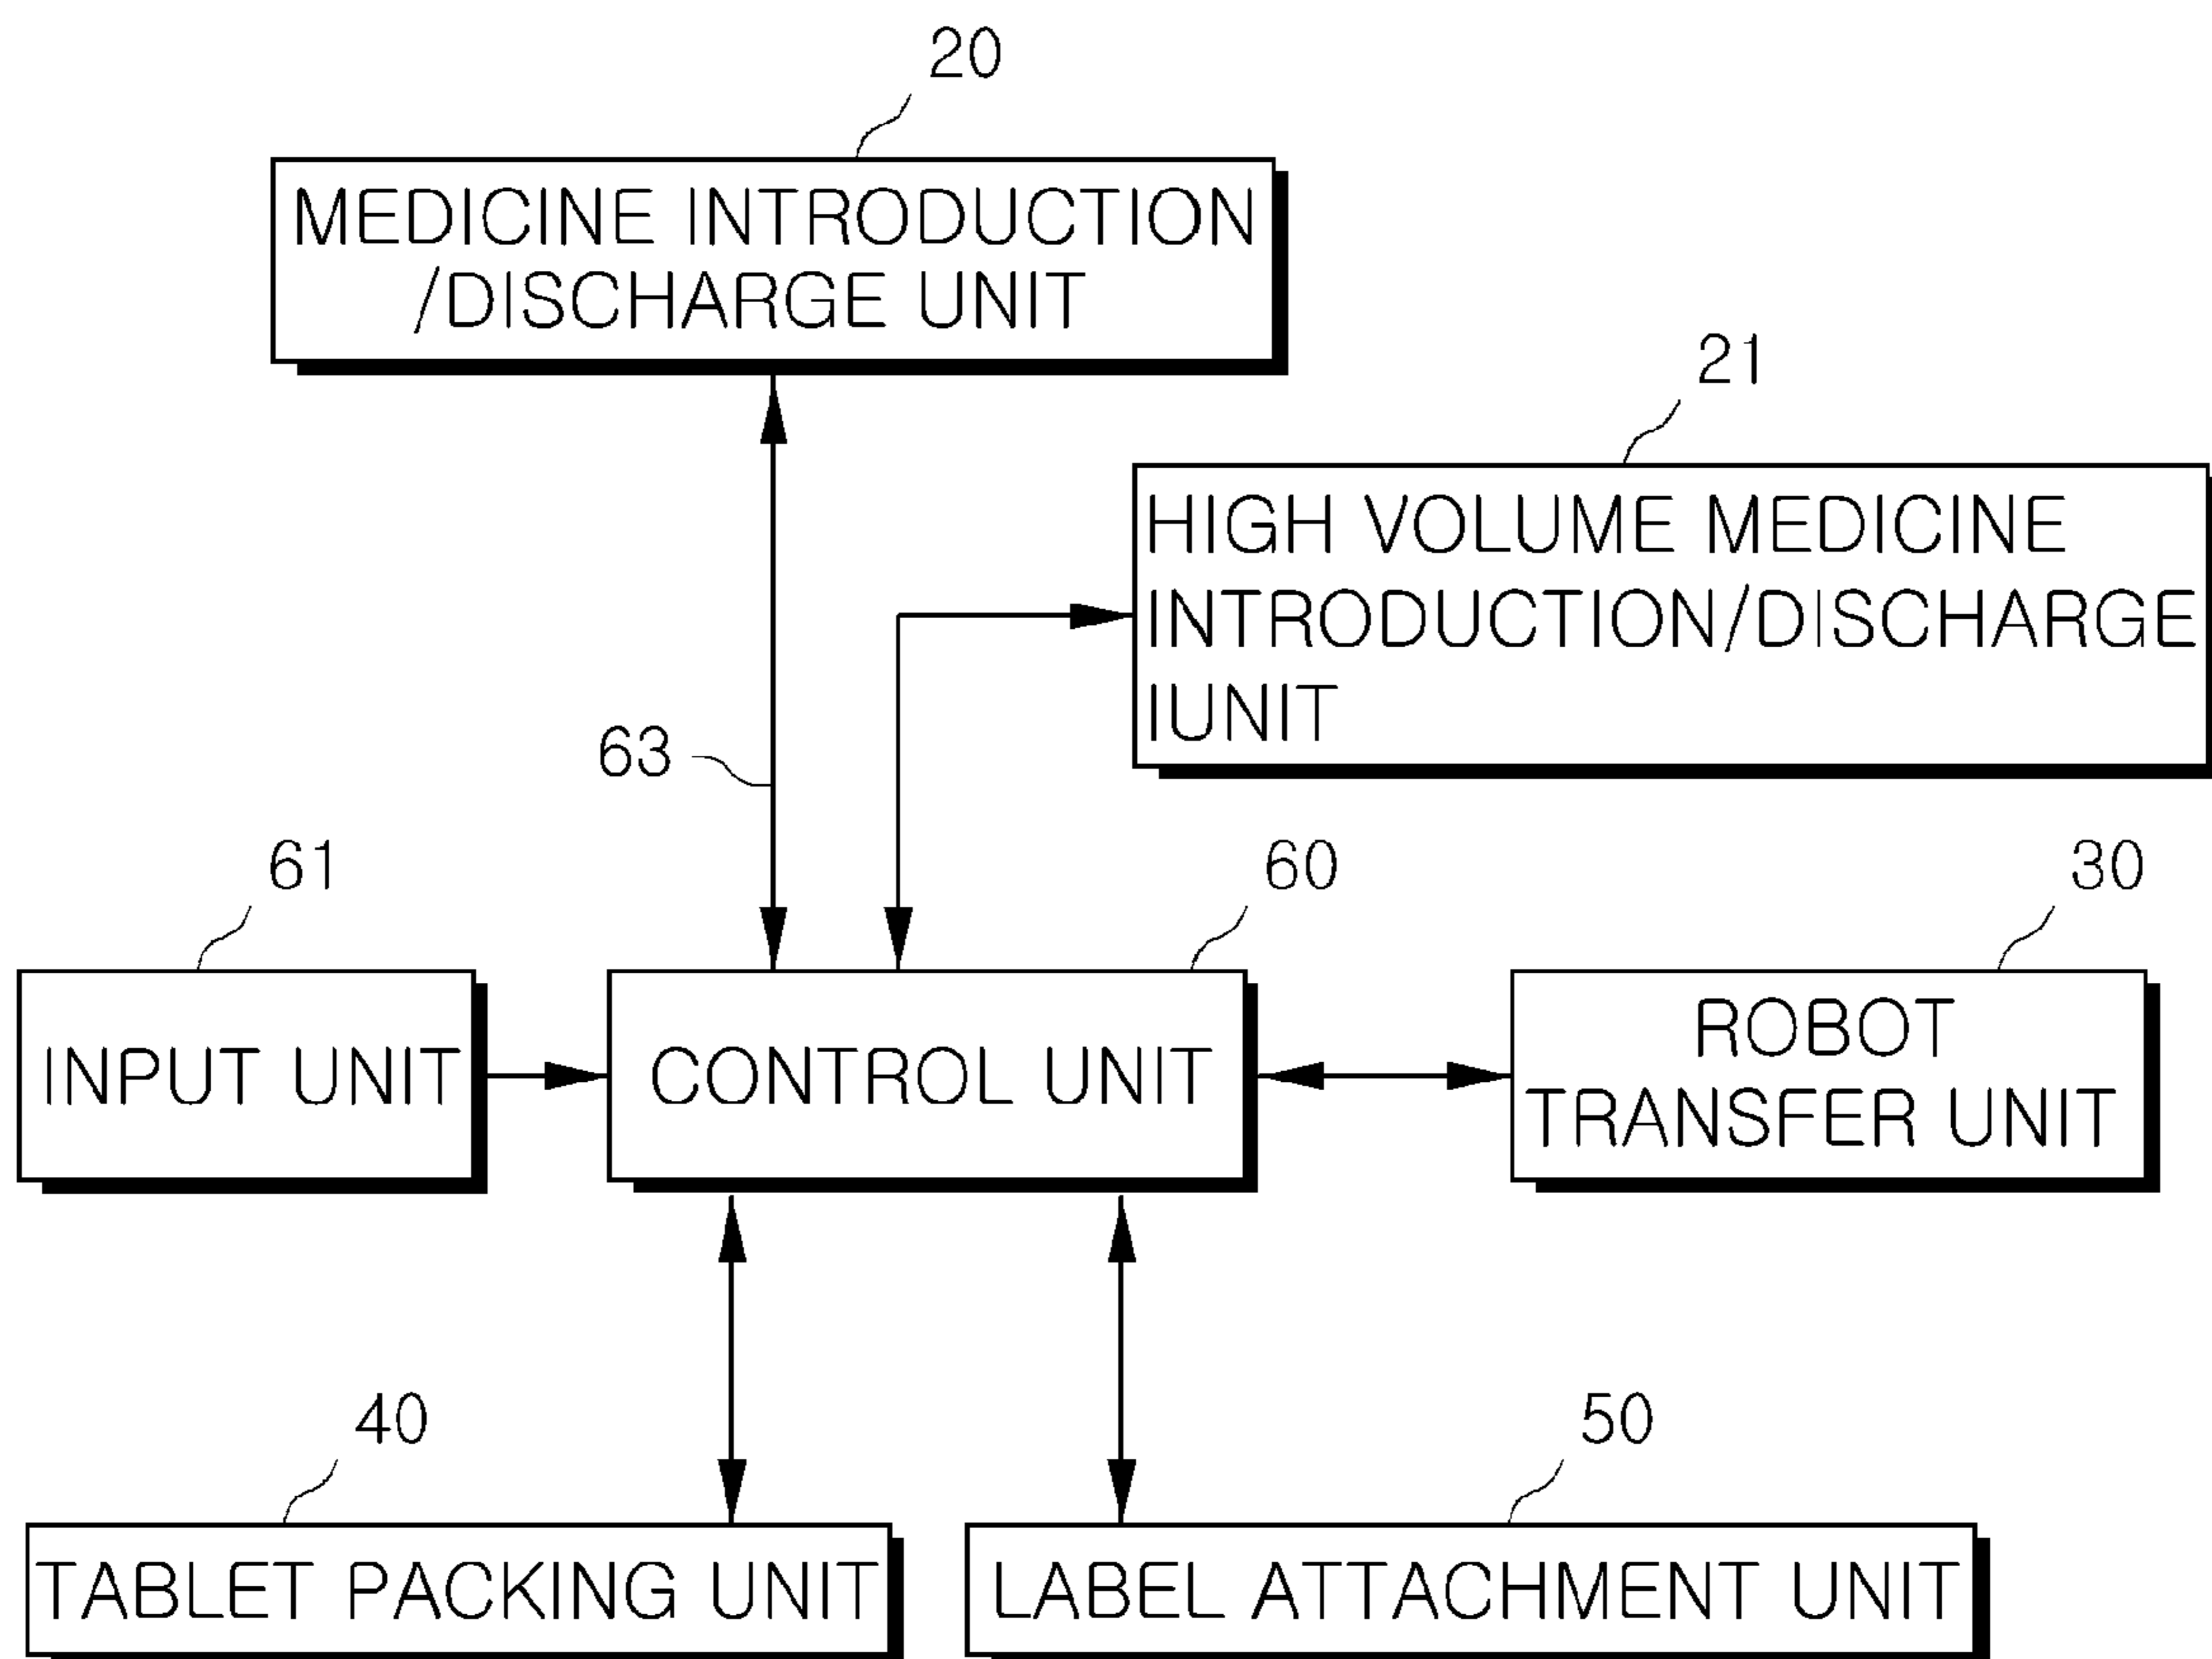 20
MEDICINE INTRODUCTION
/DISCHARGE UNIT
21
HIGH VOLUME MEDICINE
INTRODUCTION/DISCHARGE
IUNIT
63
61
60
30
INPUT UNIT
CONTROL UNIT
ROBOT
TRANSFER UNIT
40
50
TABLET PACKING UNIT
LABEL ATTACHMENT UNIT